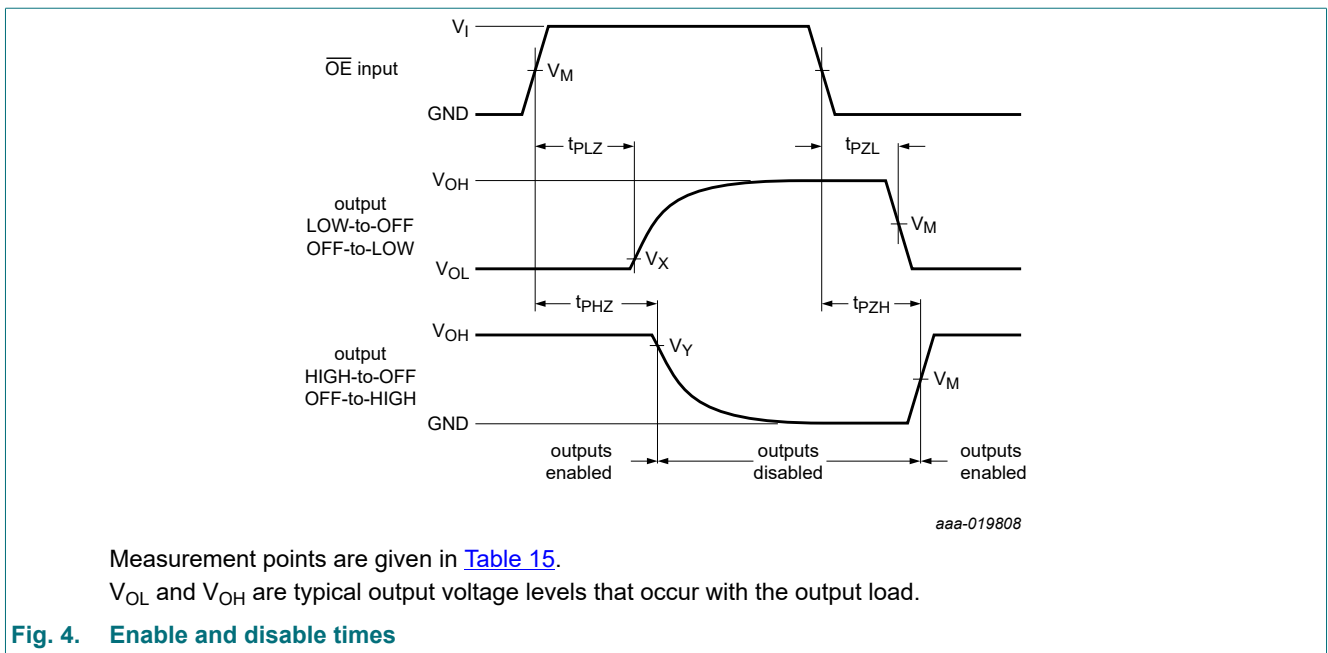 V_I
OE input
V_M
GND
t_PLZ
t_PZL
V_OH
output
LOW-to-OFF
OFF-to-LOW
V_M
V_X
V_OL
t_PHZ
t_PZH
V_OH
output
HIGH-to-OFF
OFF-to-HIGH
V_Y
V_M
GND
outputs
enabled
outputs
disabled
outputs
enabled
aaa-019808
Measurement points are given in Table 15.
V_OL and V_OH are typical output voltage levels that occur with the output load.
Fig. 4. Enable and disable times